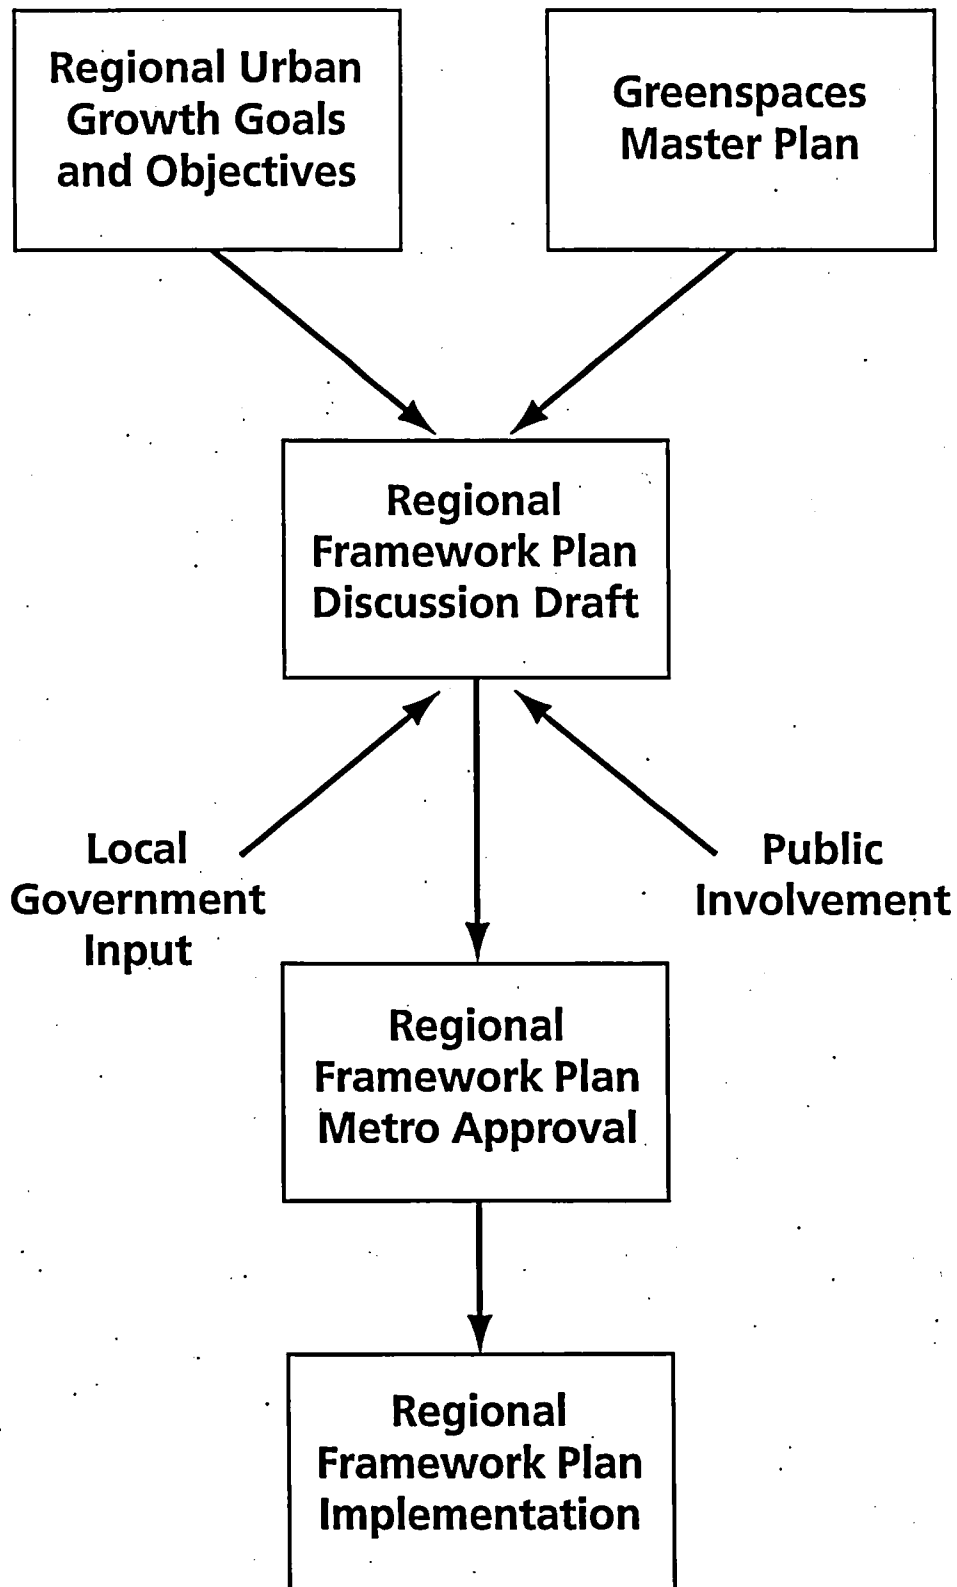 Regional Urban
Growth Goals
and Objectives
Greenspaces
Master Plan
Regional
Framework Plan
Discussion Draft
Local
Government
Input
Public
Involvement
Regional
Framework Plan
Metro Approval
Regional
Framework Plan
Implementation